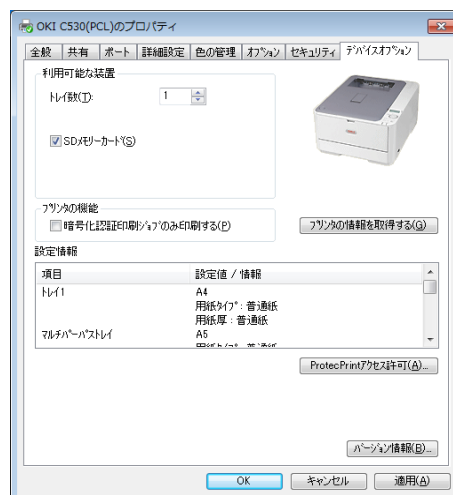 OKI C530(PCL)のプロパティ
全般 共有 ポート 詳細設定 色の管理 オプション セキュリティ デバイスオプション
利用可能な装置
トレイ数(T): 1
SDメモリーカード(S)
プリンタの機能
暗号化認証印刷ジョブのみ印刷する(P)
プリンタの情報を取得する(G)
設定情報
項目 設定値 / 情報
トレイ1 A4
用紙タイプ : 普通紙
用紙厚 : 普通紙
マルチパーパストレイ A5
ProtecPrintアクセス許可(A)...
バージョン情報(B)...
OK キャンセル 適用(A)